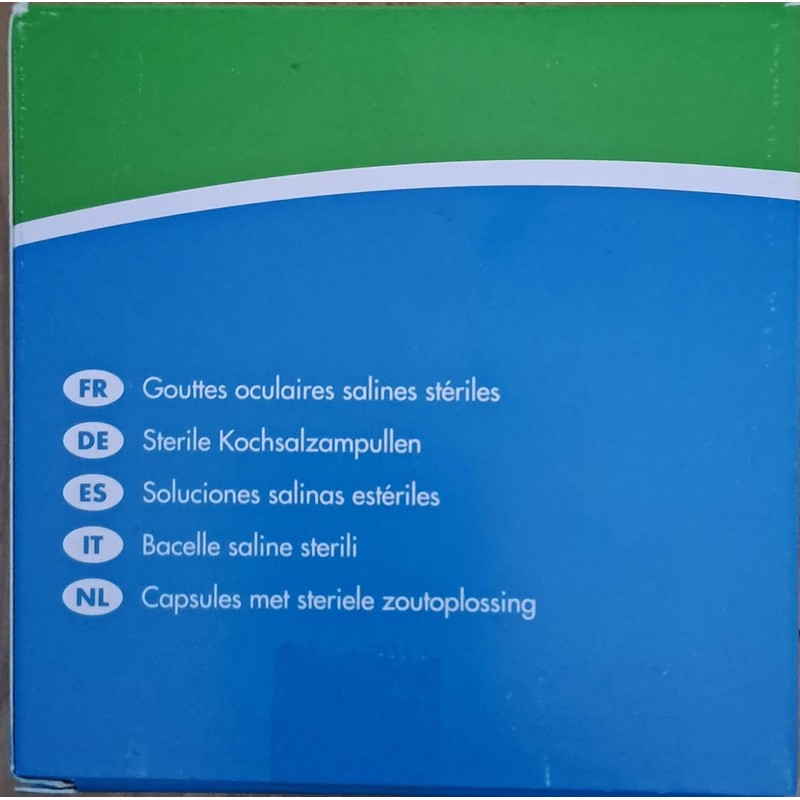 FR Gouttes oculaires salines stériles
DE Sterile Kochsalzampullen
ES Soluciones salinas estériles
IT Bacelle saline sterili
NL Capsules met steriele zoutoplossing